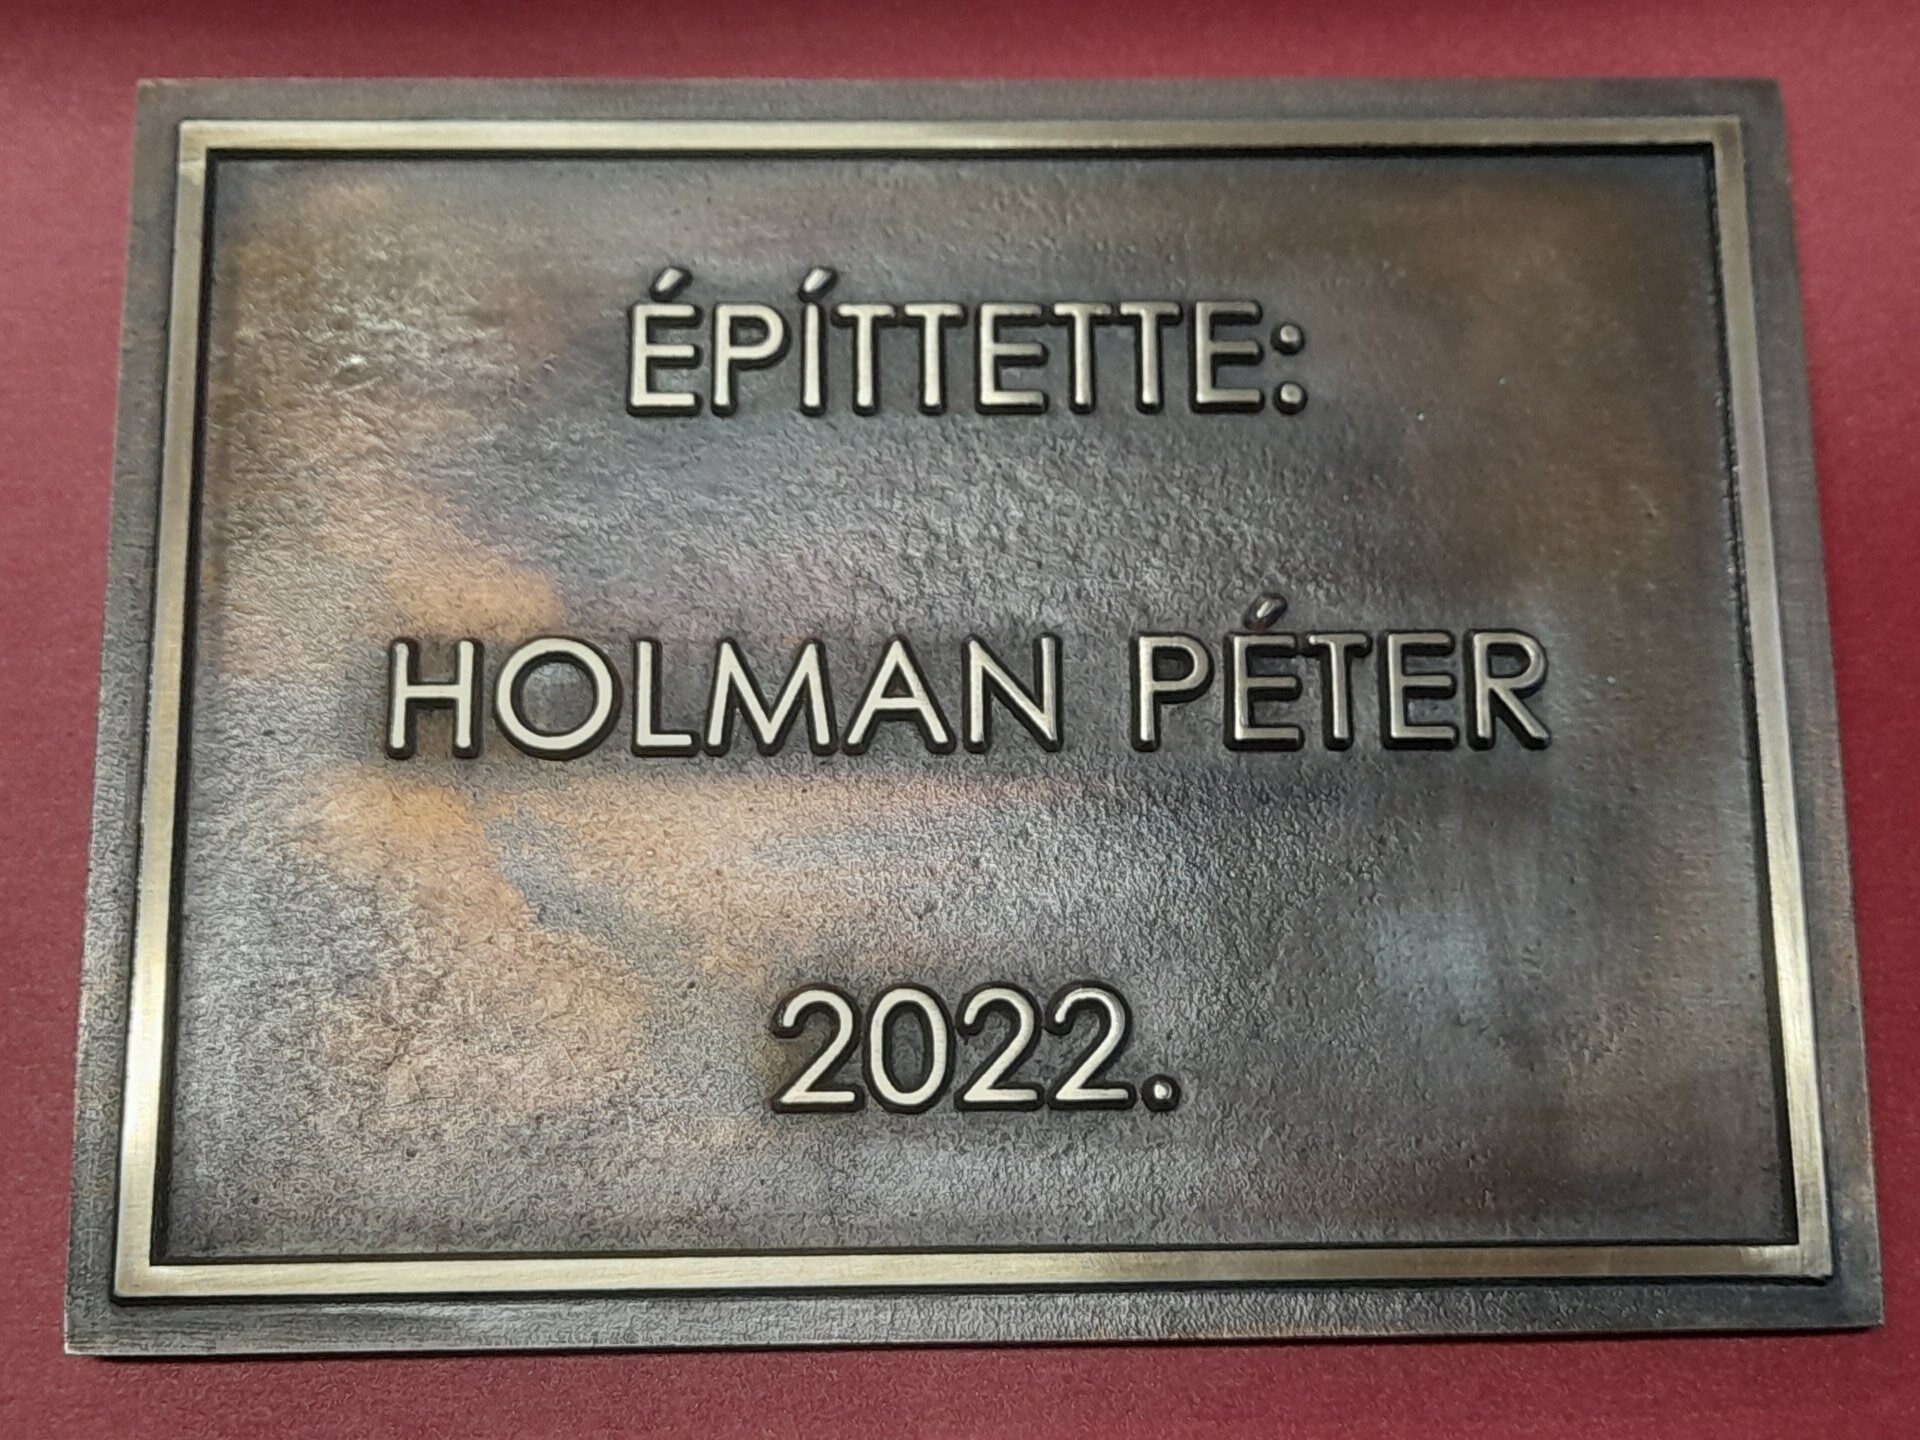 ÉPÍTTETTE:
HOLMAN PÉTER
2022.